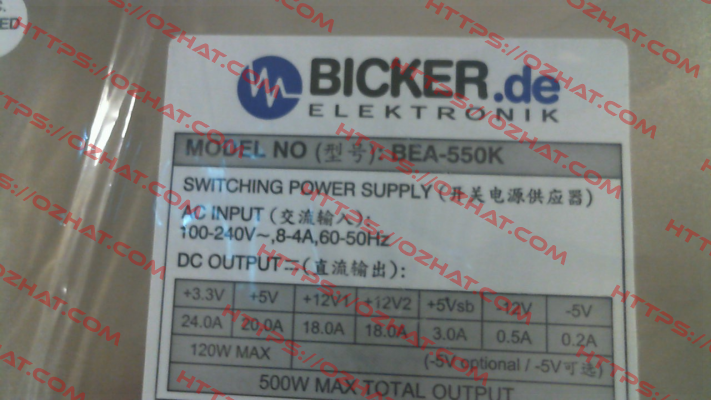 BICKER.de
ELEKTRONIK
MODEL NO (型号): BEA-550K
SWITCHING POWER SUPPLY (开关电源供应器)
AC INPUT (交流输入):
100-240V~,8-4A,60-50Hz
DC OUTPUT (直流输出):
+3.3V +5V +12V1 +12V2 +5Vsb -12V -5V
24.0A 20.0A 18.0A 18.0A 3.0A 0.5A 0.2A
120W MAX (-5V optional / -5V可选)
500W MAX TOTAL OUTPUT
HTTPS://OZHAT.COM